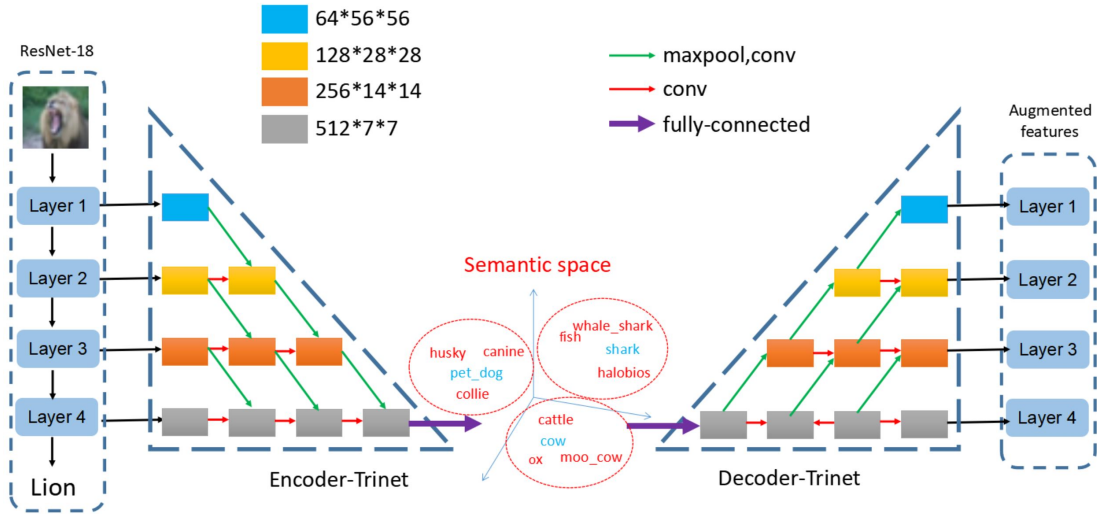 ResNet-18
64*56*56
128*28*28
256*14*14
512*7*7
maxpool,conv
conv
fully-connected
Augmented
features
Layer 1
Layer 2
Layer 3
Layer 4
Lion
Encoder-Trinet
Semantic space
husky
canine
pet_dog
collie
whale_shark
fish
shark
halobios
cattle
cow
ox
moo_cow
Decoder-Trinet
Layer 1
Layer 2
Layer 3
Layer 4